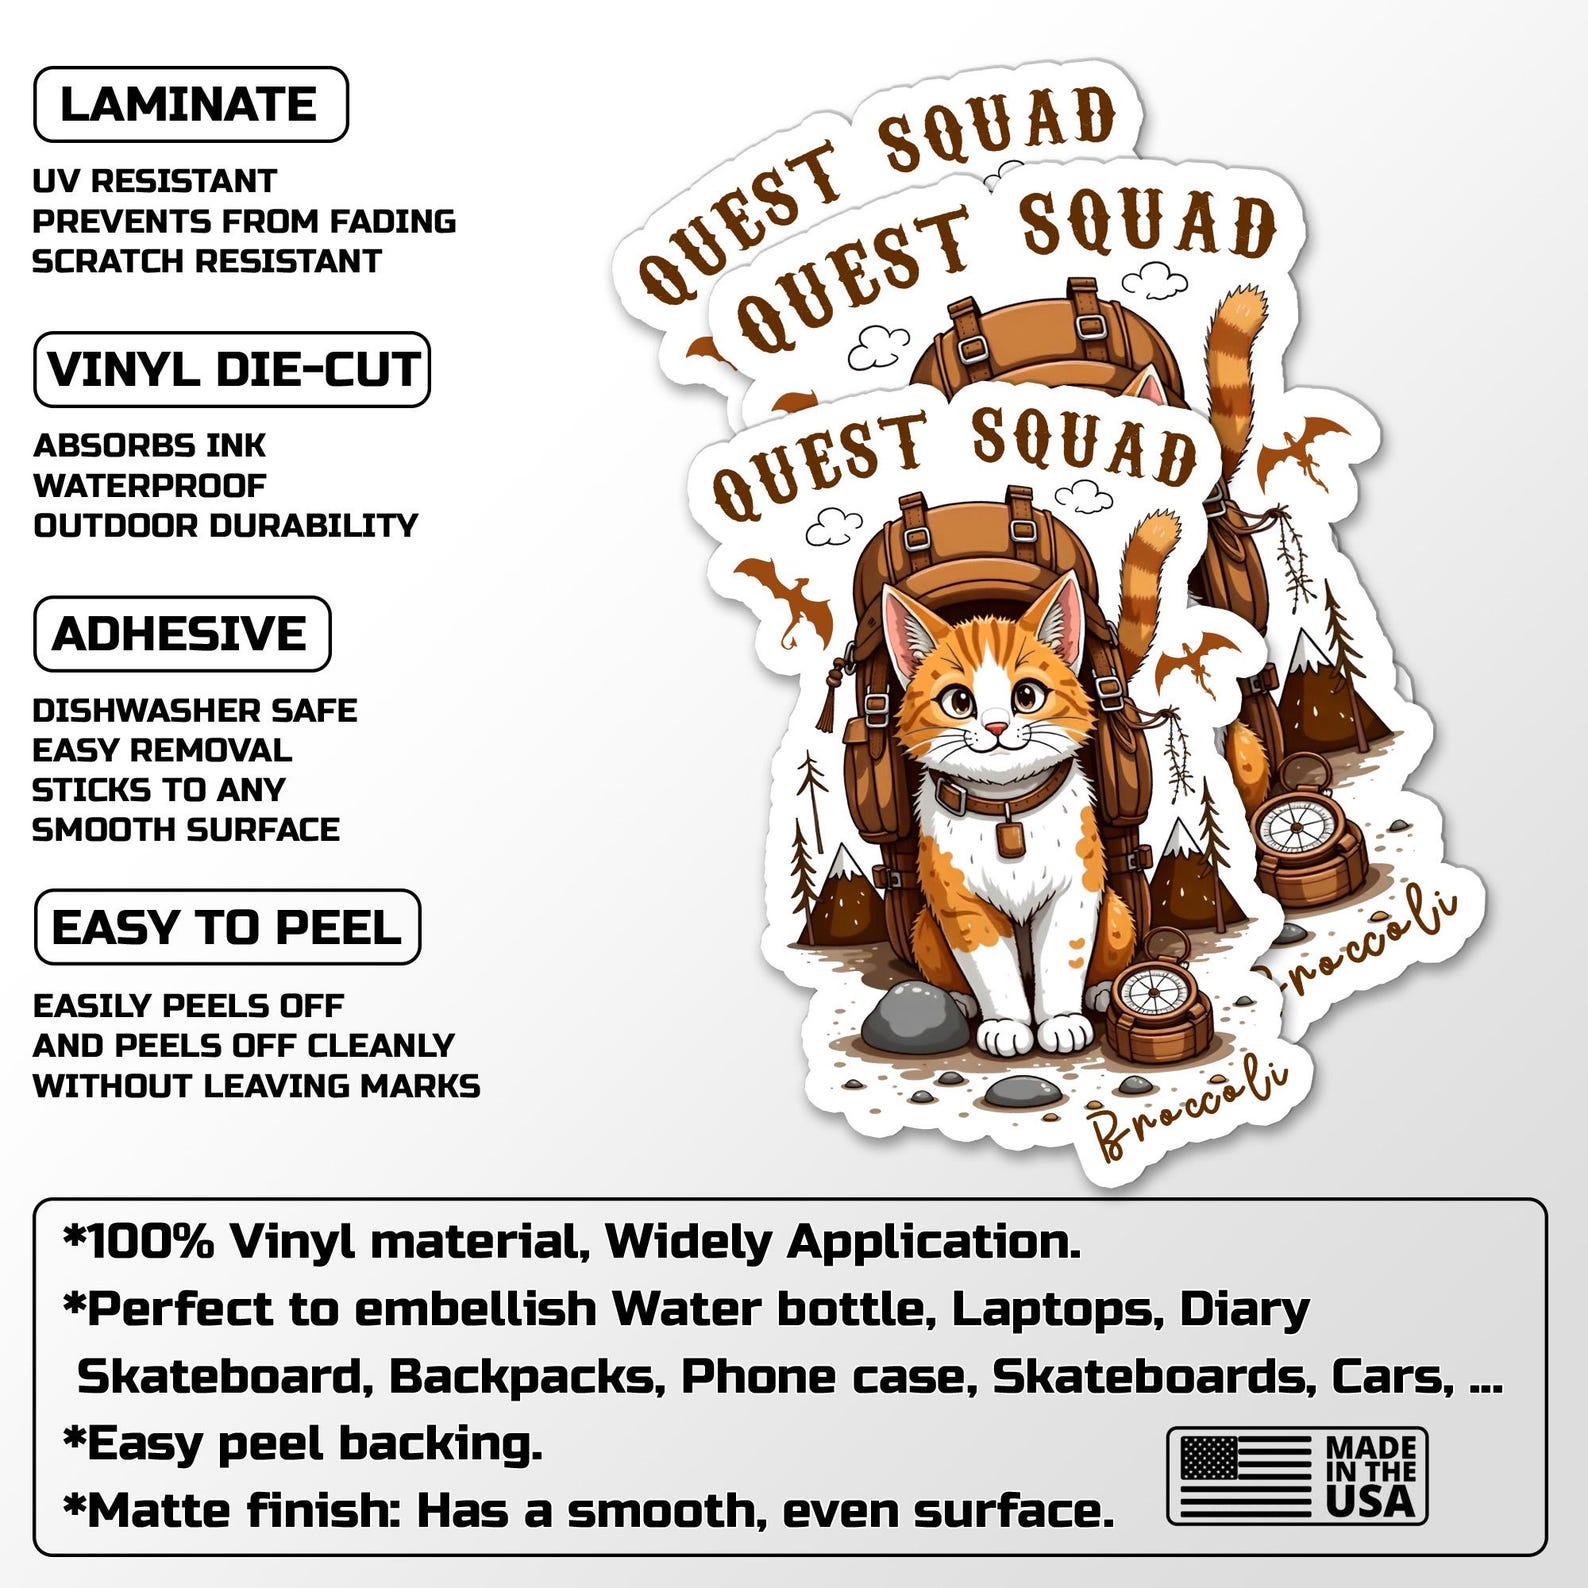 LAMINATE
UV RESISTANT
PREVENTS FROM FADING
SCRATCH RESISTANT
VINYL DIE-CUT
ABSORBS INK
WATERPROOF
OUTDOOR DURABILITY
ADHESIVE
DISHWASHER SAFE
EASY REMOVAL
STICKS TO ANY
SMOOTH SURFACE
EASY TO PEEL
EASILY PEELS OFF
AND PEELS OFF CLEANLY
WITHOUT LEAVING MARKS
QUEST SQUAD
QUEST SQUAD
QUEST SQUAD
Broccoli
Broccoli
*100% Vinyl material, Widely Application.
*Perfect to embellish Water bottle, Laptops, Diary
Skateboard, Backpacks, Phone case, Skateboards, Cars, ...
*Easy peel backing.
*Matte finish: Has a smooth, even surface.
MADE
IN THE
USA